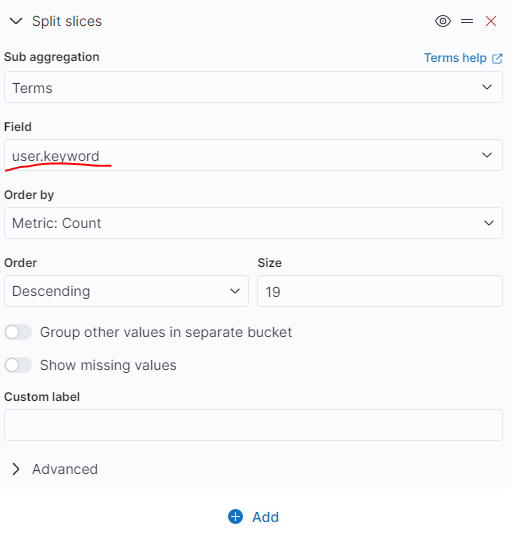 Split slices
Sub aggregation
Terms help
Terms
Field
user.keyword
Order by
Metric: Count
Order
Size
Descending
19
Group other values in separate bucket
Show missing values
Custom label
Advanced
Add